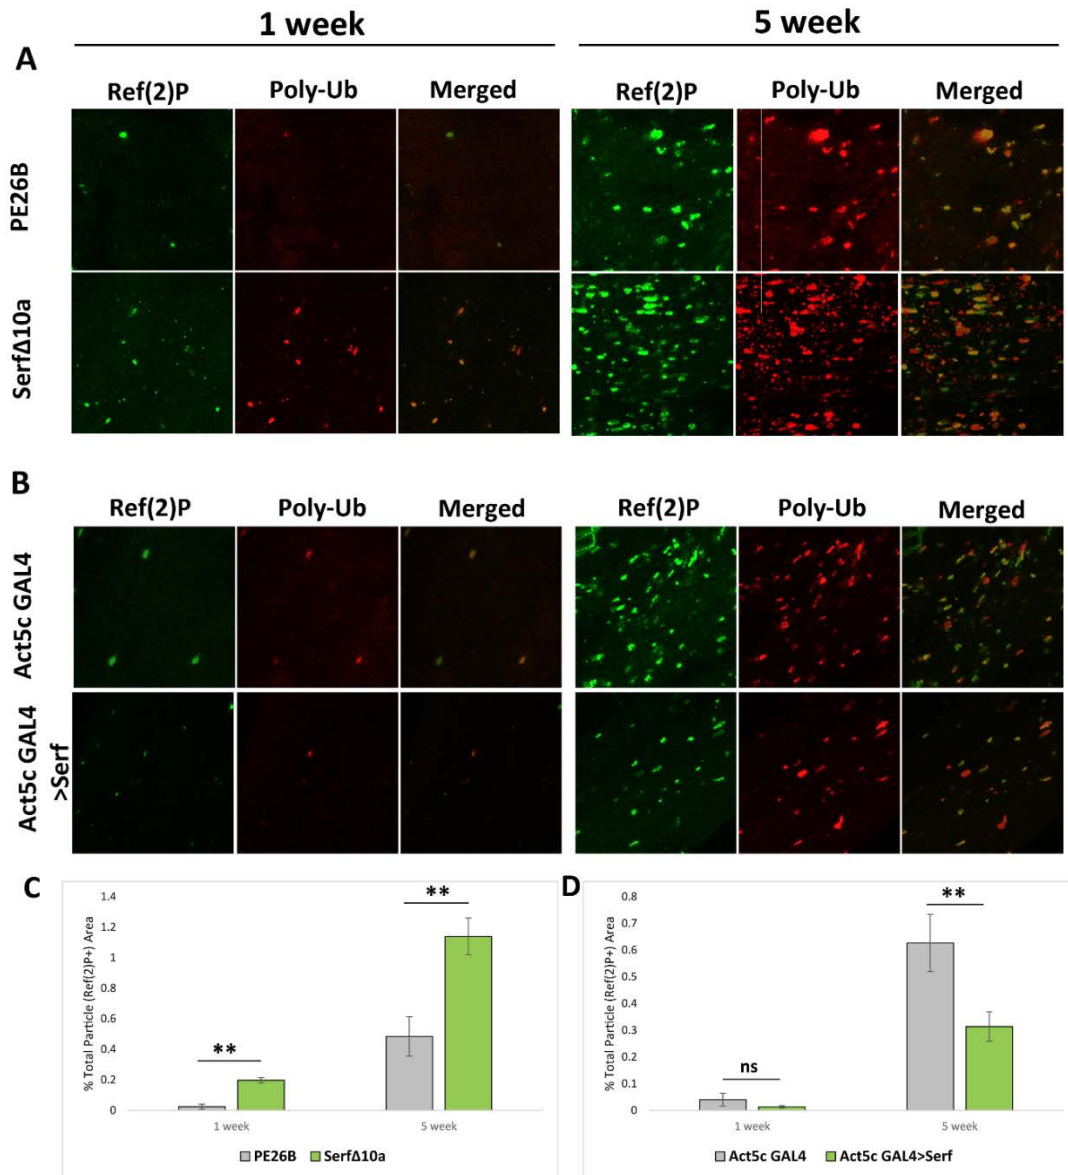 1 week 5 week
A
Ref(2)P Poly-Ub Merged Ref(2)P Poly-Ub Merged
PE26B
SerfΔ10a
B
Ref(2)P Poly-Ub Merged Ref(2)P Poly-Ub Merged
Act5c GAL4
Act5c GAL4
>Serf
C
% Total Particle (Ref(2)P+) Area
1.4
1.2
1
0.8
0.6
0.4
0.2
0
**
**
1 week 5 week
PE26B SerfΔ10a
D
% Total Particle (Ref(2)P+) Area
0.8
0.7
0.6
0.5
0.4
0.3
0.2
0.1
0
ns
**
1 week 5 week
Act5c GAL4 Act5c GAL4>Serf